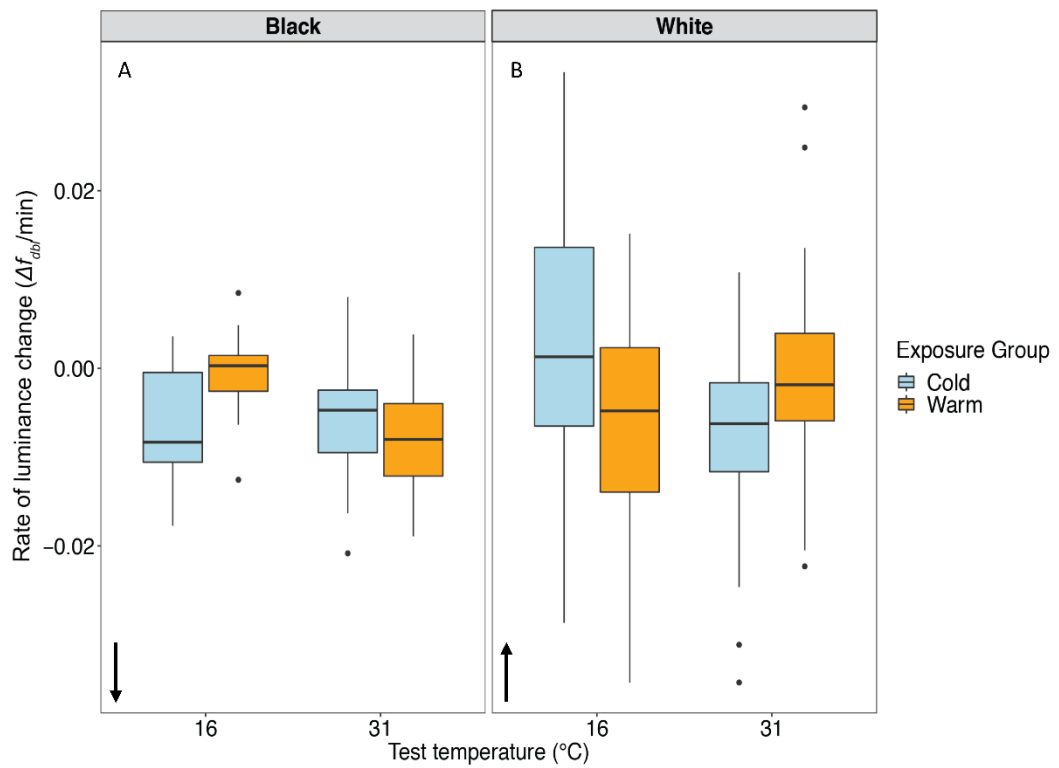 Black
White
A
B
Rate of luminance change (Δf_dbl/min)
0.02
0.00
−0.02
16
31
16
31
Test temperature (°C)
Exposure Group
Cold
Warm